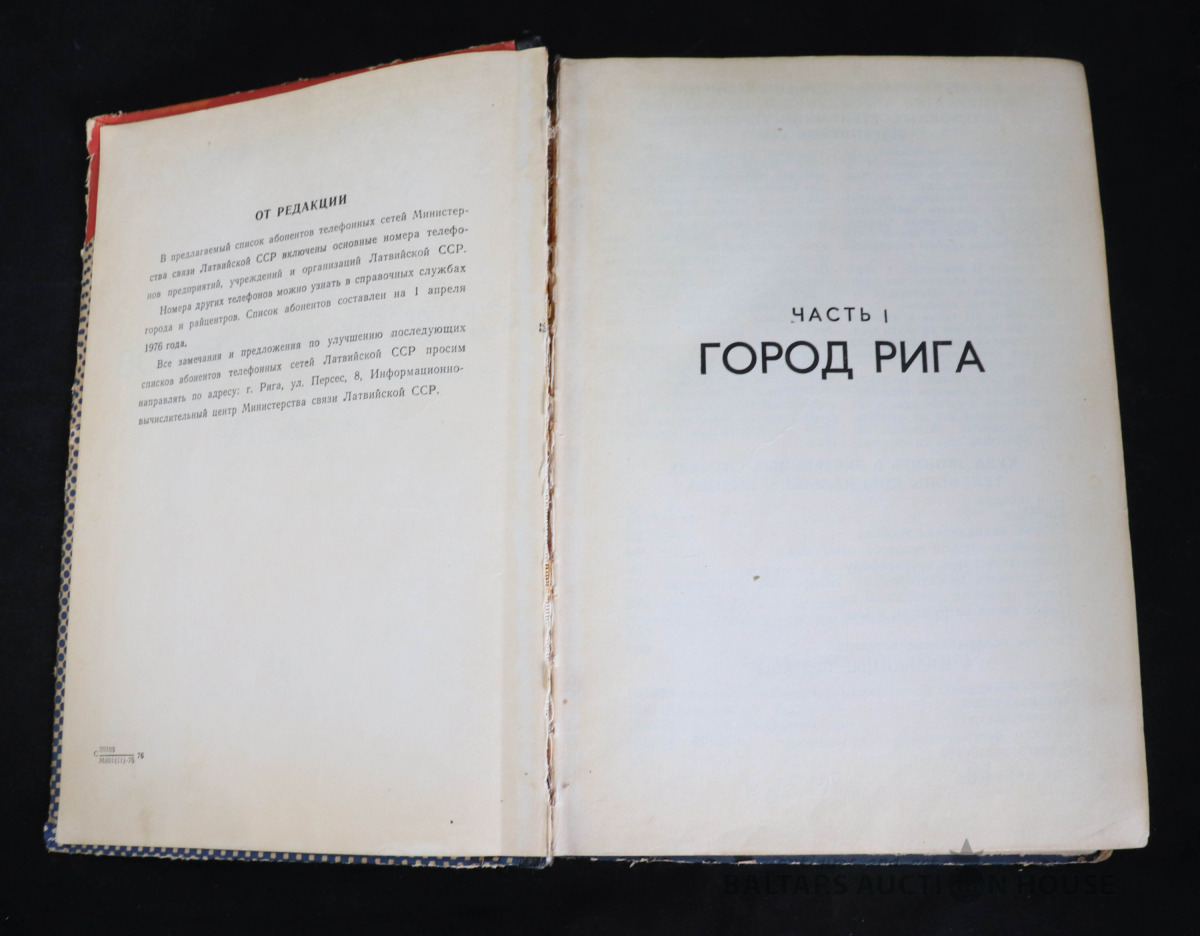 ОТ РЕДАКЦИИ
В предлагаемый список абонентов телефонных сетей Министер-
ства связи Латвийской ССР включены основные номера телефо-
нов предприятий, учреждений и организаций Латвийской ССР.
Номера других телефонов можно узнать в справочных службах
города и райцентров. Список абонентов составлен на 1 апреля
1976 года.
Все замечания и предложения по улучшению последующих
списков абонентов телефонных сетей Латвийской ССР просим
направлять по адресу: г. Рига, ул. Персес, 8, Информационно-
вычислительный центр Министерства связи Латвийской ССР.
С 76
ЧАСТЬ I
ГОРОД РИГА
BALTARS AUCTION HOUSE